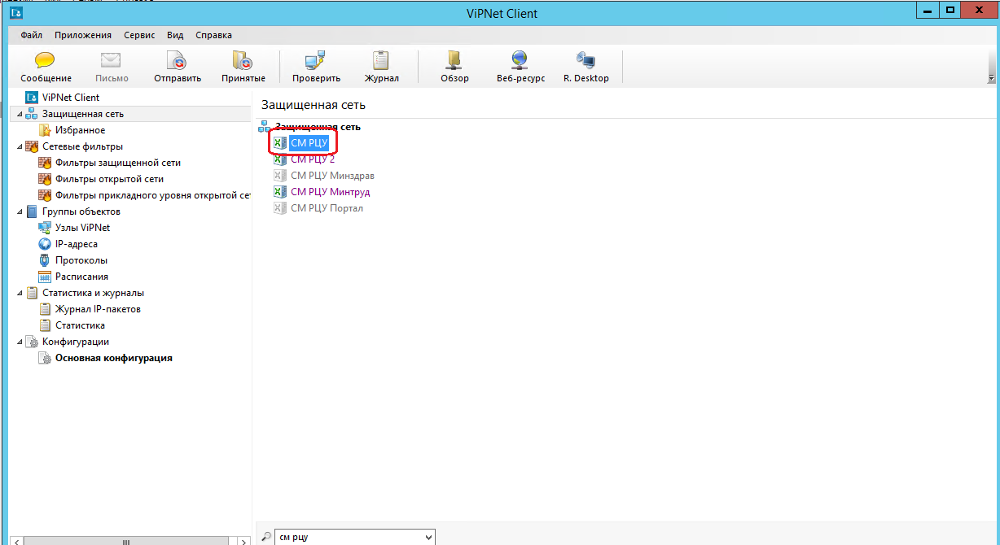 ViPNet Client
Файл Приложения Сервис Вид Справка
Сообщение Письмо Отправить Принятые Проверить Журнал Обзор Веб-ресурс R. Desktop
ViPNet Client
Защищенная сеть
Избранное
Сетевые фильтры
Фильтры защищенной сети
Фильтры открытой сети
Фильтры прикладного уровня открытой се
Группы объектов
Узлы ViPNet
IP-адреса
Протоколы
Расписания
Статистика и журналы
Журнал IP-пакетов
Статистика
Конфигурации
Основная конфигурация
Защищенная сеть
Защищенная сеть
СМ РЦУ
СМ РЦУ 2
СМ РЦУ Минздрав
СМ РЦУ Минтруд
СМ РЦУ Портал
см рцу